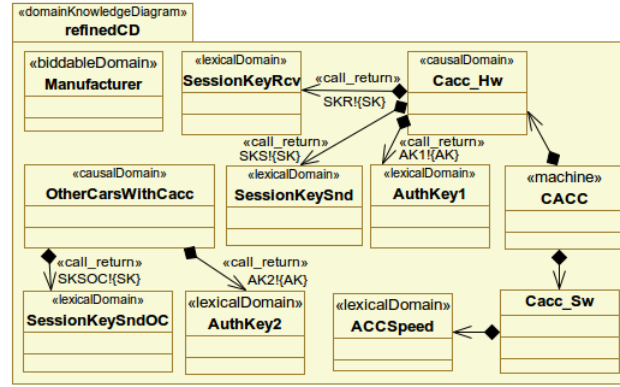 «domainKnowledgeDiagram»
refinedCD
«biddableDomain»
Manufacturer
«lexicalDomain»
SessionKeyRcv
«call_return»
SKR!{SK}
«causalDomain»
Cacc_Hw
«call_return»
SKS!{SK}
«call_return»
AK1!{AK}
«causalDomain»
OtherCarsWithCacc
«lexicalDomain»
SessionKeySnd
«lexicalDomain»
AuthKey1
«machine»
CACC
«call_return»
SKSOC!{SK}
«call_return»
AK2!{AK}
«lexicalDomain»
SessionKeySndOC
«lexicalDomain»
AuthKey2
«lexicalDomain»
ACCSpeed
Cacc_Sw